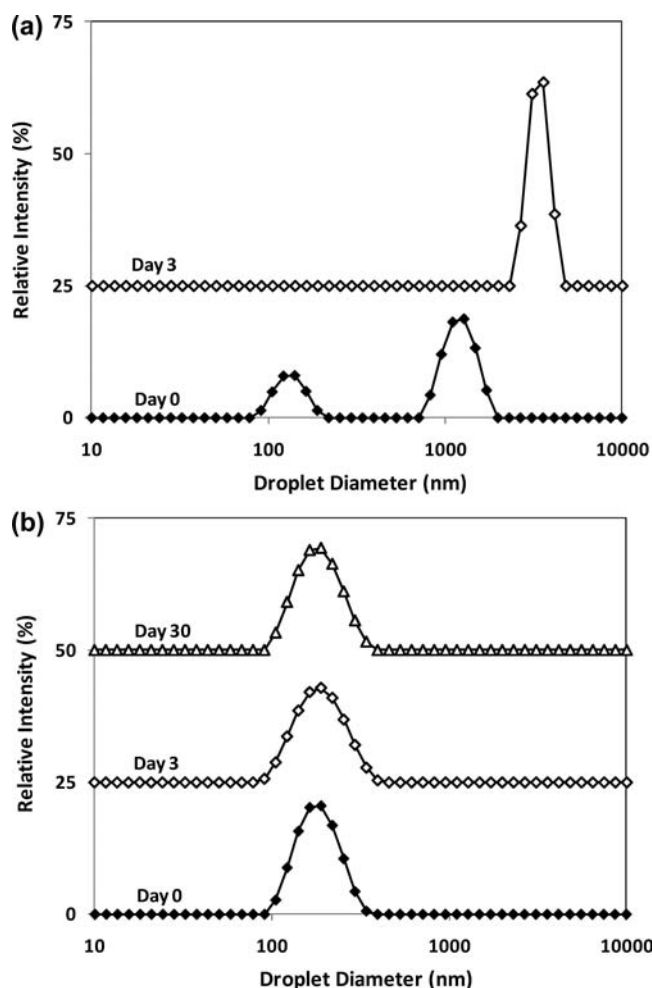 (a)
75
50
25
0
Relative Intensity (%)
Day 3
Day 0
10 100 1000 10000
Droplet Diameter (nm)
(b)
75
50
25
0
Relative Intensity (%)
Day 30
Day 3
Day 0
10 100 1000 10000
Droplet Diameter (nm)